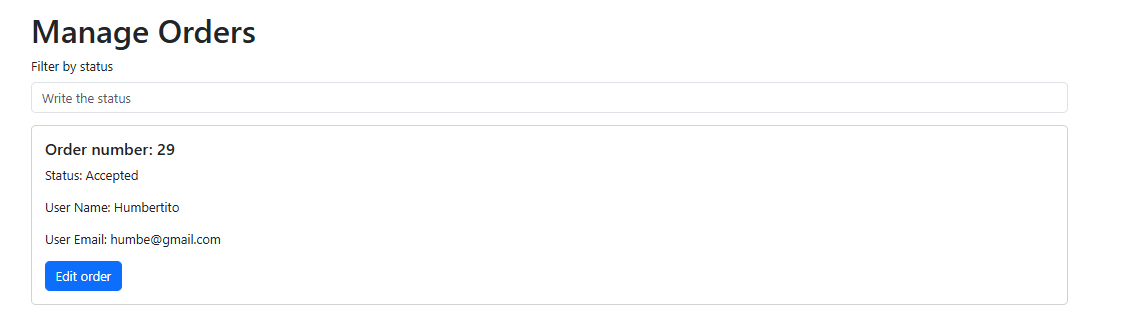 Manage Orders
Filter by status
Write the status
Order number: 29
Status: Accepted
User Name: Humbertito
User Email: humbe@gmail.com
Edit order